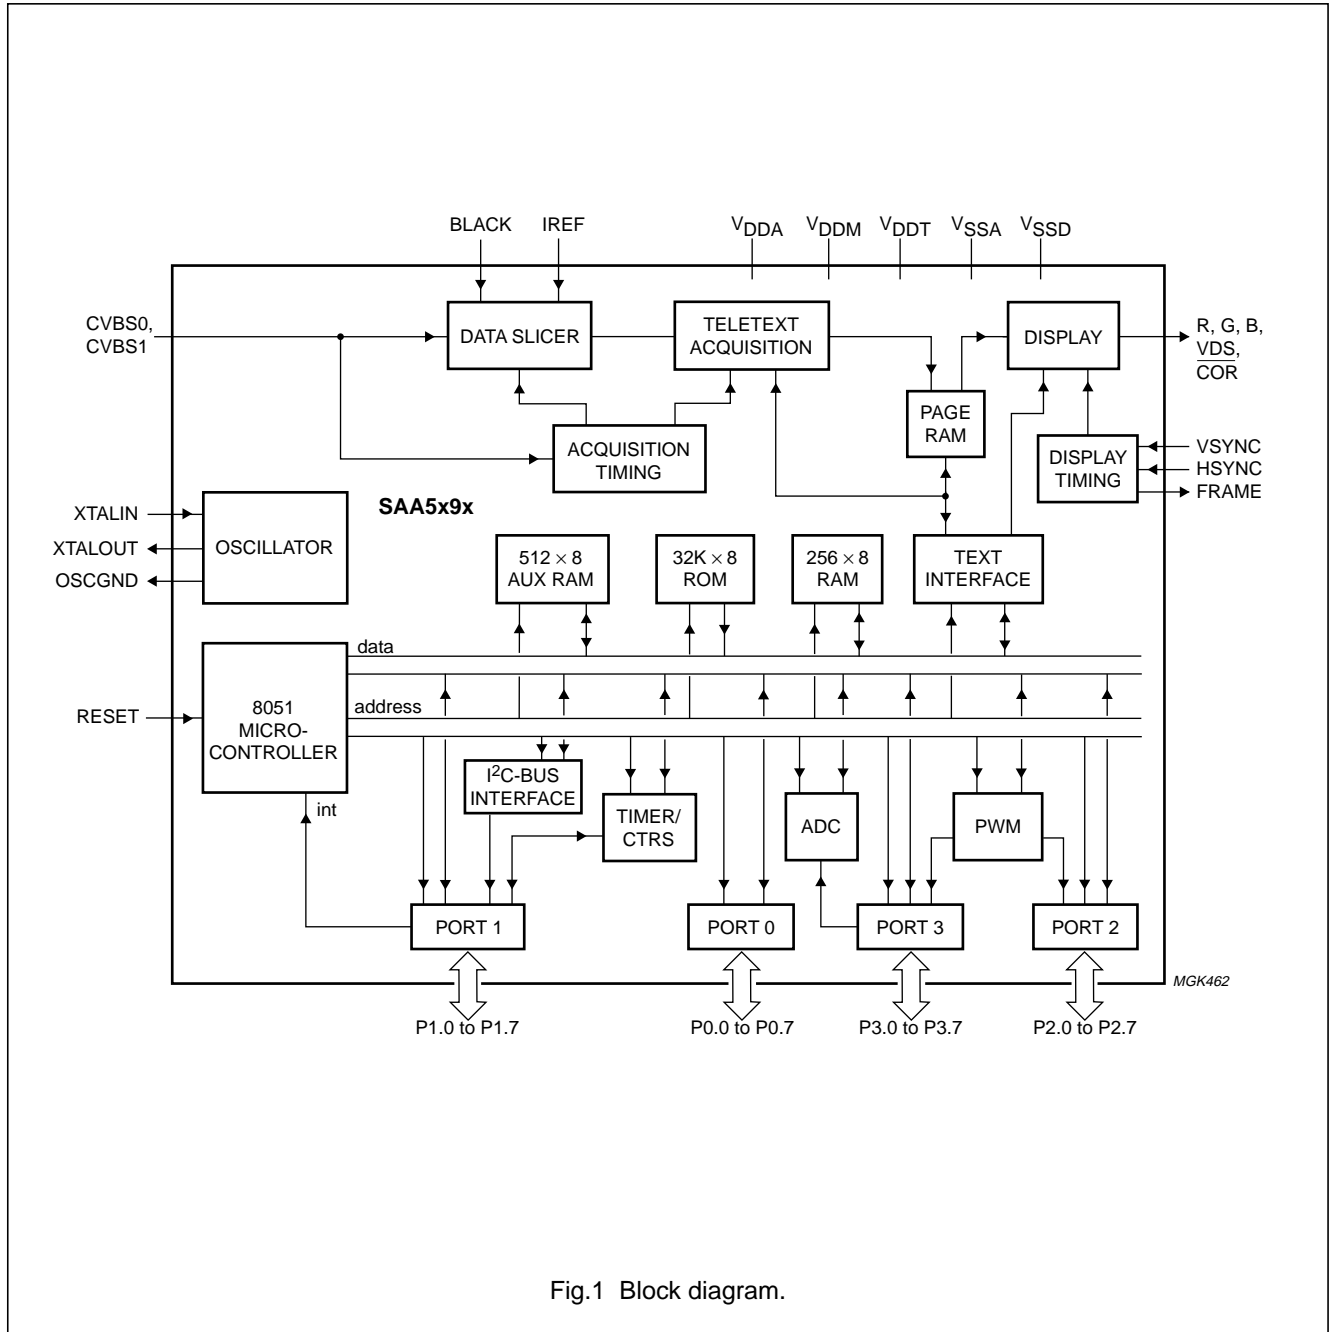 BLACK
IREF
VDDA
VDDM
VDDT
VSSA
VSSD
CVBS0,
CVBS1
DATA SLICER
TELETEXT
ACQUISITION
DISPLAY
R, G, B,
VDS,
COR
PAGE
RAM
ACQUISITION
TIMING
DISPLAY
TIMING
VSYNC
HSYNC
FRAME
SAA5x9x
XTALIN
XTALOUT
OSCGND
OSCILLATOR
512 × 8
AUX RAM
32K × 8
ROM
256 × 8
RAM
TEXT
INTERFACE
data
address
RESET
8051
MICRO-
CONTROLLER
int
I²C-BUS
INTERFACE
TIMER/
CTRS
ADC
PWM
PORT 1
PORT 0
PORT 3
PORT 2
MGK462
P1.0 to P1.7
P0.0 to P0.7
P3.0 to P3.7
P2.0 to P2.7
Fig.1 Block diagram.